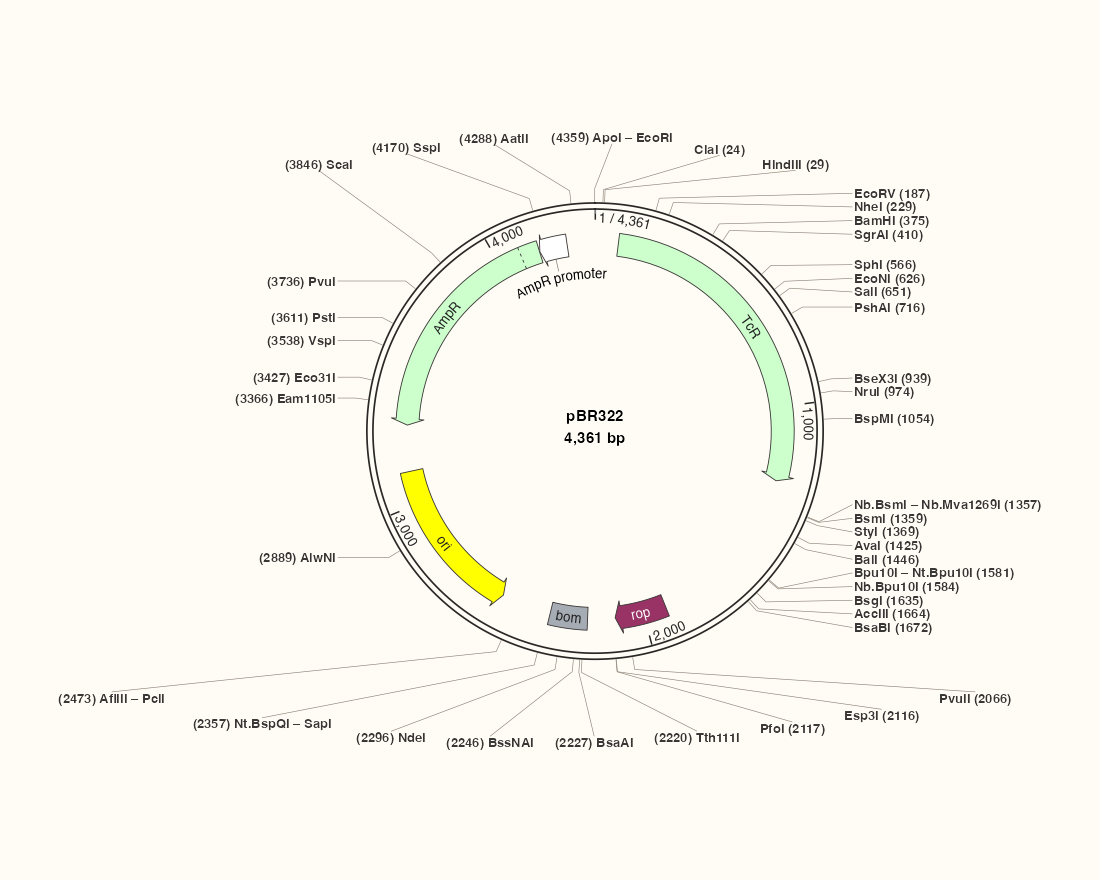 (4288) AatII
(4359) ApoI – EcoRI
(4170) SspI
ClaI (24)
(3846) ScaI
HindIII (29)
EcoRV (187)
NheI (229)
BamHI (375)
SgrAI (410)
1 / 4,361
4,000
SphI (566)
EcoNI (626)
SalI (651)
PshAI (716)
AmpR promoter
(3736) PvuI
(3611) PstI
(3538) VspI
AmpR
TcR
(3427) Eco31I
(3366) Eam1105I
BseX3I (939)
NruI (974)
BspMI (1054)
1,000
pBR322
4,361 bp
Nb.BsmI – Nb.Mva1269I (1357)
BsmI (1359)
StyI (1369)
AvaI (1425)
BalI (1446)
Bpu10I – Nt.Bpu10I (1581)
Nb.Bpu10I (1584)
BsgI (1635)
AccIII (1664)
BsaBI (1672)
3,000
ori
(2889) AlwNI
bom
rop
2,000
(2473) AflIII – PciI
PvuII (2066)
(2357) Nt.BspQI – SapI
Esp3I (2116)
(2296) NdeI
PfoI (2117)
(2246) BssNAI
(2227) BsaAI
(2220) Tth111I